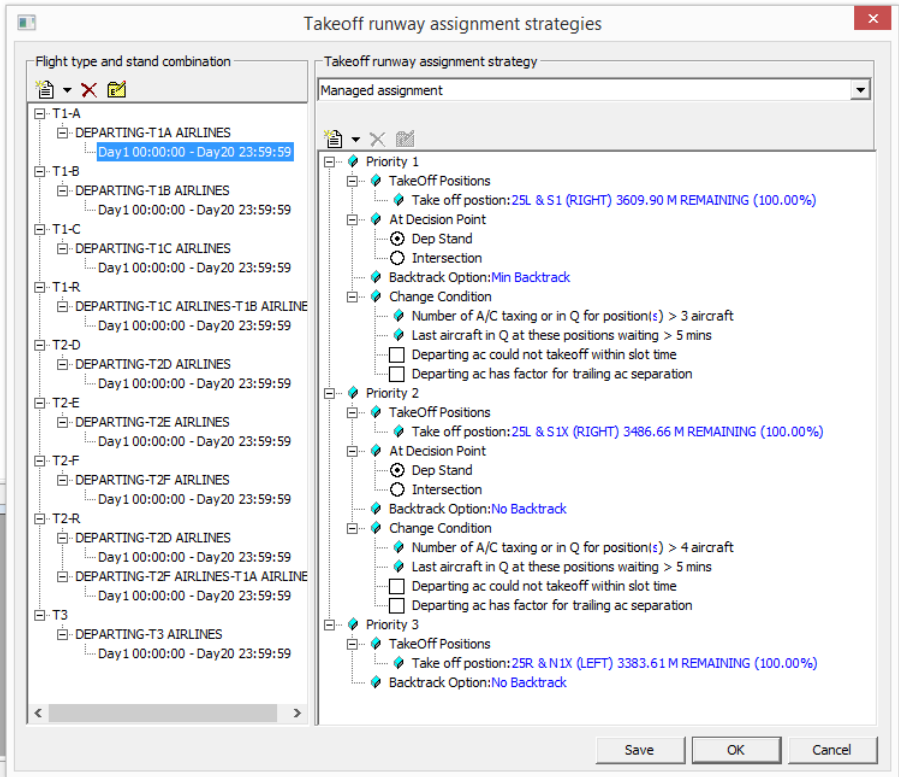 Takeoff runway assignment strategies
Flight type and stand combination
T1-A
DEPARTING-T1A AIRLINES
Day1 00:00:00 - Day20 23:59:59
T1-B
DEPARTING-T1B AIRLINES
Day1 00:00:00 - Day20 23:59:59
T1-C
DEPARTING-T1C AIRLINES
Day1 00:00:00 - Day20 23:59:59
T1-R
DEPARTING-T1C AIRLINES-T1B AIRLINE
Day1 00:00:00 - Day20 23:59:59
T2-D
DEPARTING-T2D AIRLINES
Day1 00:00:00 - Day20 23:59:59
T2-E
DEPARTING-T2E AIRLINES
Day1 00:00:00 - Day20 23:59:59
T2-F
DEPARTING-T2F AIRLINES
Day1 00:00:00 - Day20 23:59:59
T2-R
DEPARTING-T2D AIRLINES
Day1 00:00:00 - Day20 23:59:59
DEPARTING-T2F AIRLINES-T1A AIRLINE
Day1 00:00:00 - Day20 23:59:59
T3
DEPARTING-T3 AIRLINES
Day1 00:00:00 - Day20 23:59:59
Takeoff runway assignment strategy
Managed assignment
Priority 1
TakeOff Positions
Take off postion:25L & S1 (RIGHT) 3609.90 M REMAINING (100.00%)
At Decision Point
Dep Stand
Intersection
Backtrack Option:Min Backtrack
Change Condition
Number of A/C taxing or in Q for position(s) > 3 aircraft
Last aircraft in Q at these positions waiting > 5 mins
Departing ac could not takeoff within slot time
Departing ac has factor for trailing ac separation
Priority 2
TakeOff Positions
Take off postion:25L & S1X (RIGHT) 3486.66 M REMAINING (100.00%)
At Decision Point
Dep Stand
Intersection
Backtrack Option:No Backtrack
Change Condition
Number of A/C taxing or in Q for position(s) > 4 aircraft
Last aircraft in Q at these positions waiting > 5 mins
Departing ac could not takeoff within slot time
Departing ac has factor for trailing ac separation
Priority 3
TakeOff Positions
Take off postion:25R & N1X (LEFT) 3383.61 M REMAINING (100.00%)
Backtrack Option:No Backtrack
Save
OK
Cancel